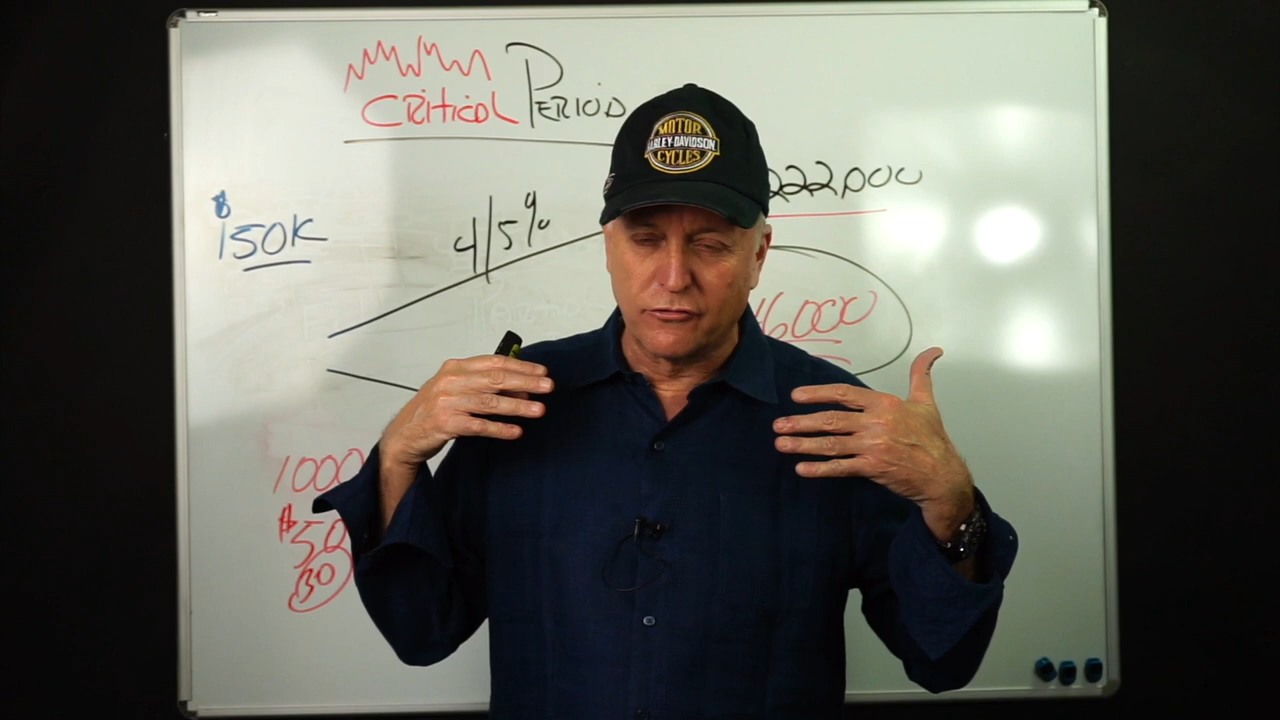 CRITICAL PERIOD
222,000
$150K
4/5%
6000
1000
$50
30
MOTOR
HARLEY-DAVIDSON
CYCLES